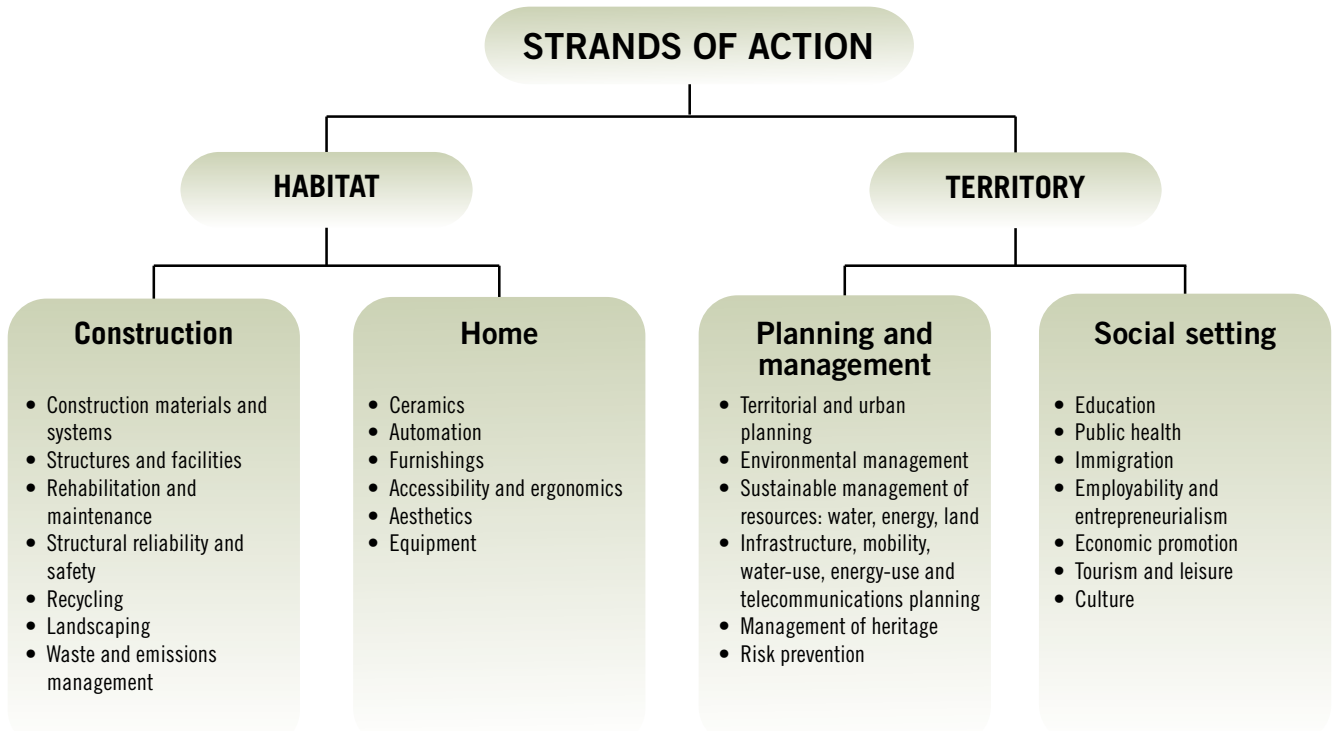 STRANDS OF ACTION
HABITAT
TERRITORY
Construction
• Construction materials and
systems
• Structures and facilities
• Rehabilitation and
maintenance
• Structural reliability and
safety
• Recycling
• Landscaping
• Waste and emissions
management
Home
• Ceramics
• Automation
• Furnishings
• Accessibility and ergonomics
• Aesthetics
• Equipment
Planning and
management
• Territorial and urban
planning
• Environmental management
• Sustainable management of
resources: water, energy, land
• Infrastructure, mobility,
water-use, energy-use and
telecommunications planning
• Management of heritage
• Risk prevention
Social setting
• Education
• Public health
• Immigration
• Employability and
entrepreneurialism
• Economic promotion
• Tourism and leisure
• Culture